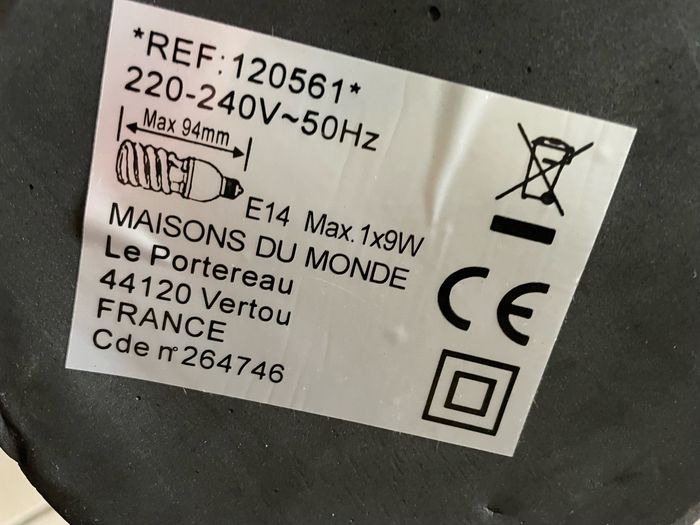 *REF:120561*
220-240V~50Hz
Max 94mm
E14 Max.1x9W
MAISONS DU MONDE
Le Portereau
44120 Vertou
FRANCE
Cde n°264746
CE